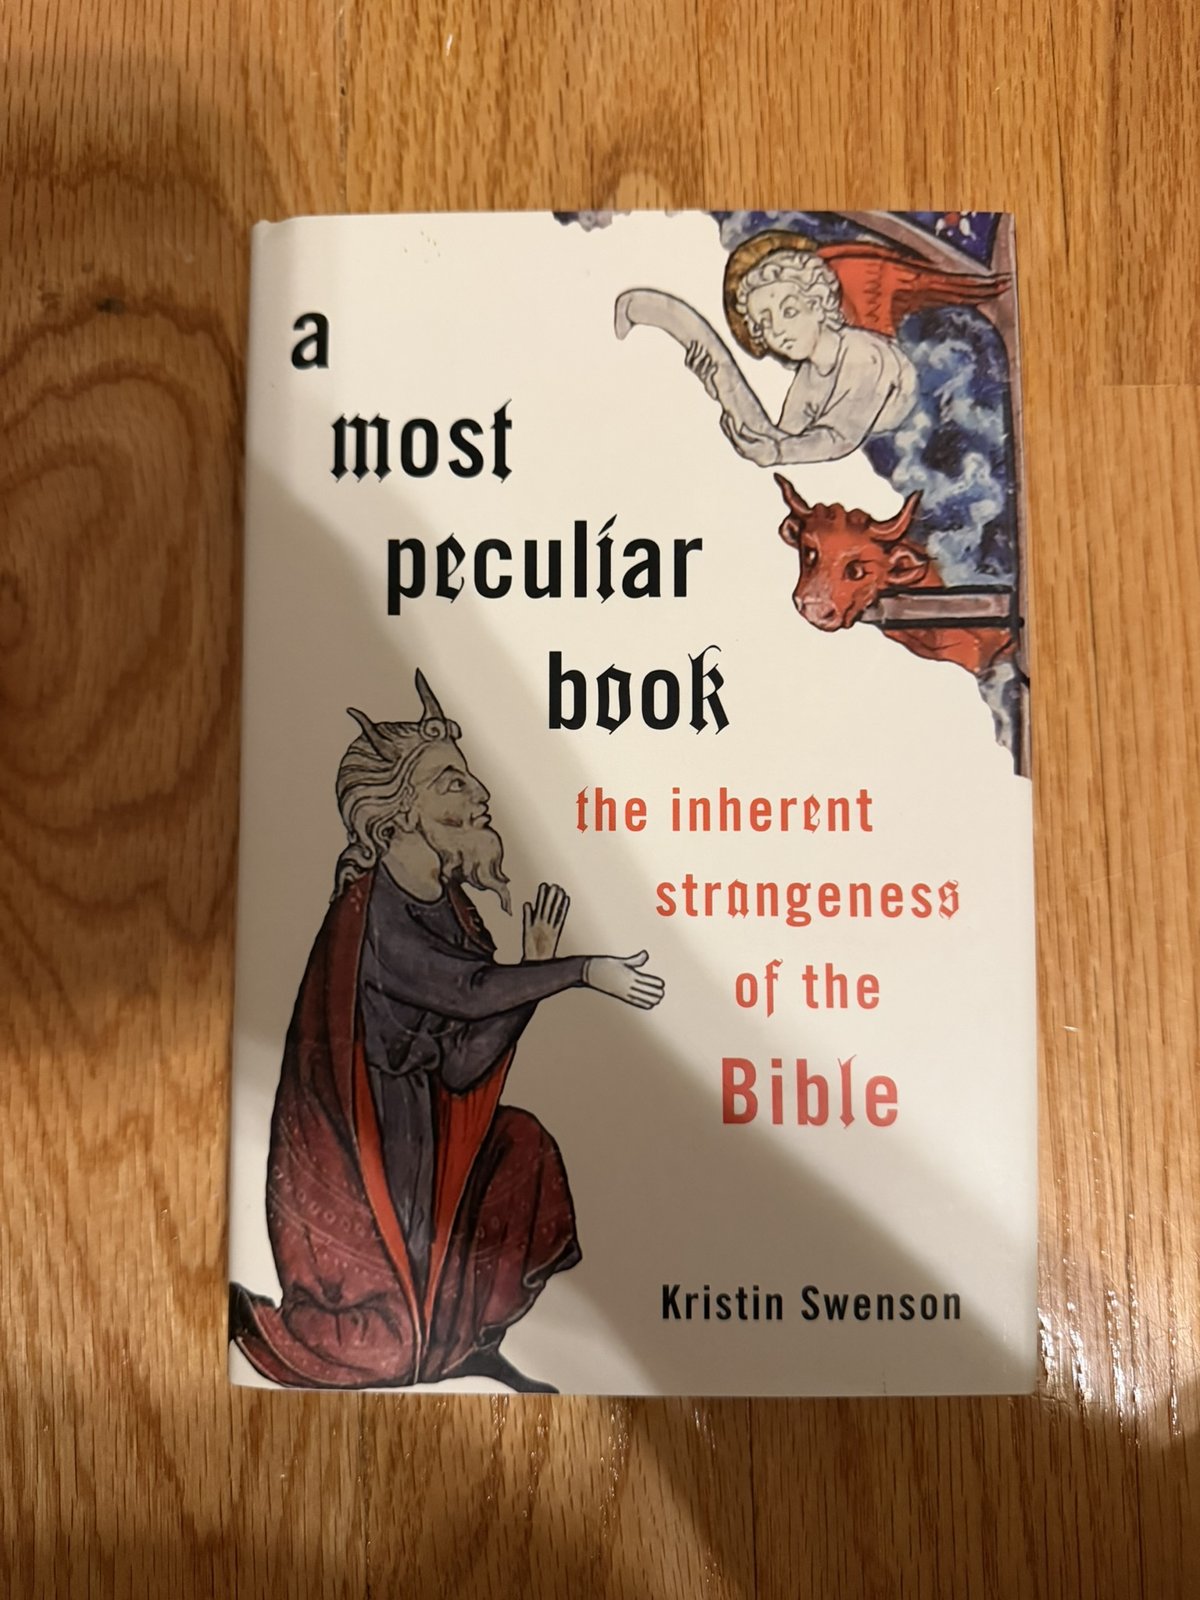 a
most
peculiar
book
the inherent
strangeness
of the
Bible
Kristin Swenson